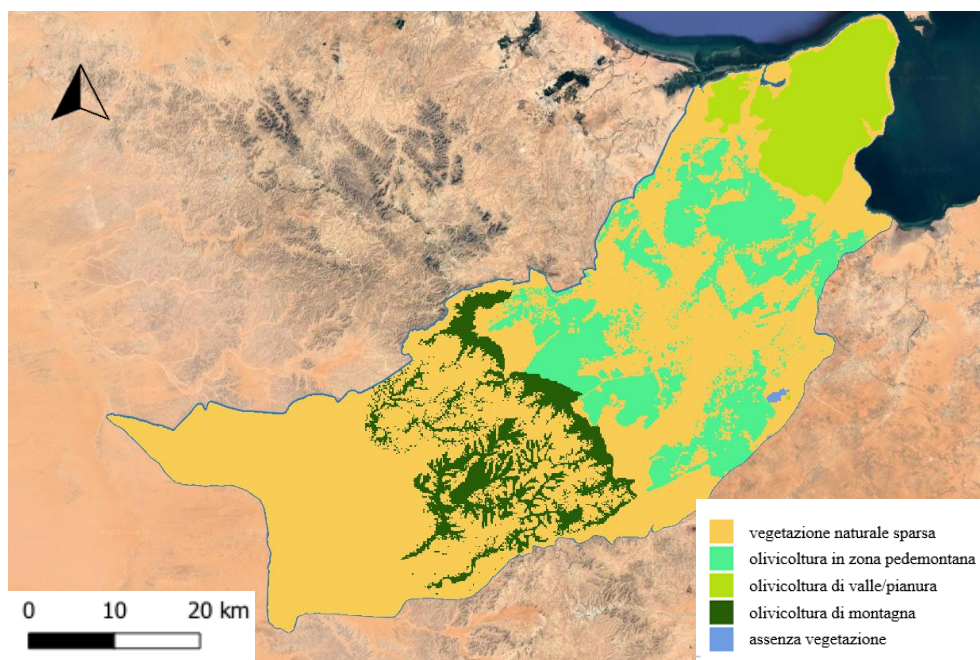 vegetazione naturale sparsa
olivicoltura in zona pedemontana
olivicoltura di valle/pianura
olivicoltura di montagna
assenza vegetazione
0 10 20 km